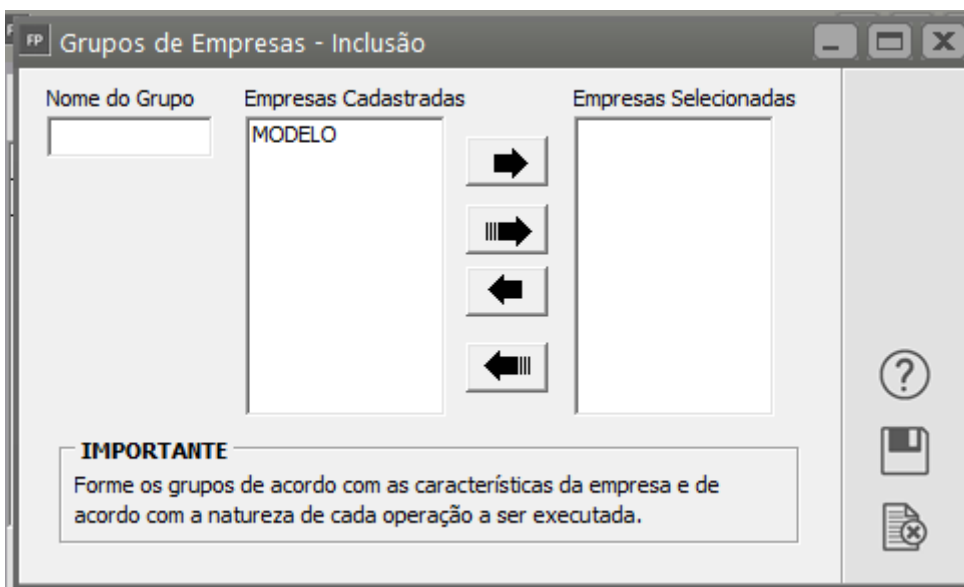 FP Grupos de Empresas - Inclusão
Nome do Grupo
Empresas Cadastradas
Empresas Selecionadas
MODELO
IMPORTANTE
Forme os grupos de acordo com as características da empresa e de
acordo com a natureza de cada operação a ser executada.